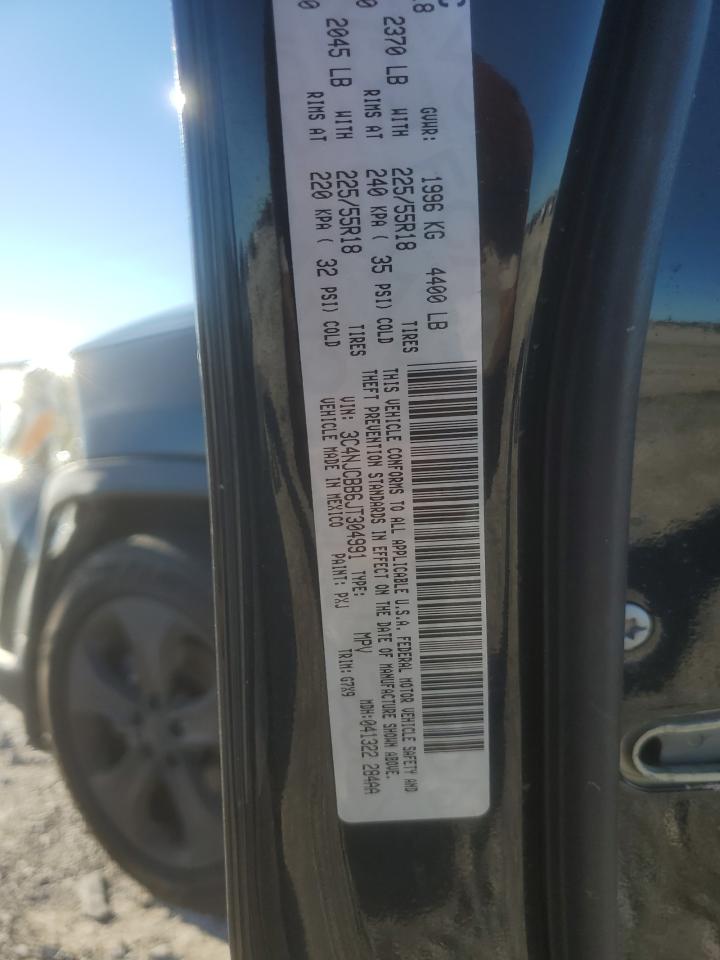 C
GVWR: 1996 KG 4400 LB
2370 LB WITH 225/55R18 TIRES
RIMS AT 240 KPA ( 35 PSI) COLD
2045 LB WITH 225/55R18 TIRES
RIMS AT 220 KPA ( 32 PSI) COLD
THIS VEHICLE CONFORMS TO ALL APPLICABLE U.S.A. FEDERAL MOTOR VEHICLE SAFETY AND
THEFT PREVENTION STANDARDS IN EFFECT ON THE DATE OF MANUFACTURE SHOWN ABOVE.
VIN: 3C4NJCBB6JT304991 TYPE: MPV MDH:041322 284AA
VEHICLE MADE IN MEXICO PAINT: PXJ TRIM: G7X9